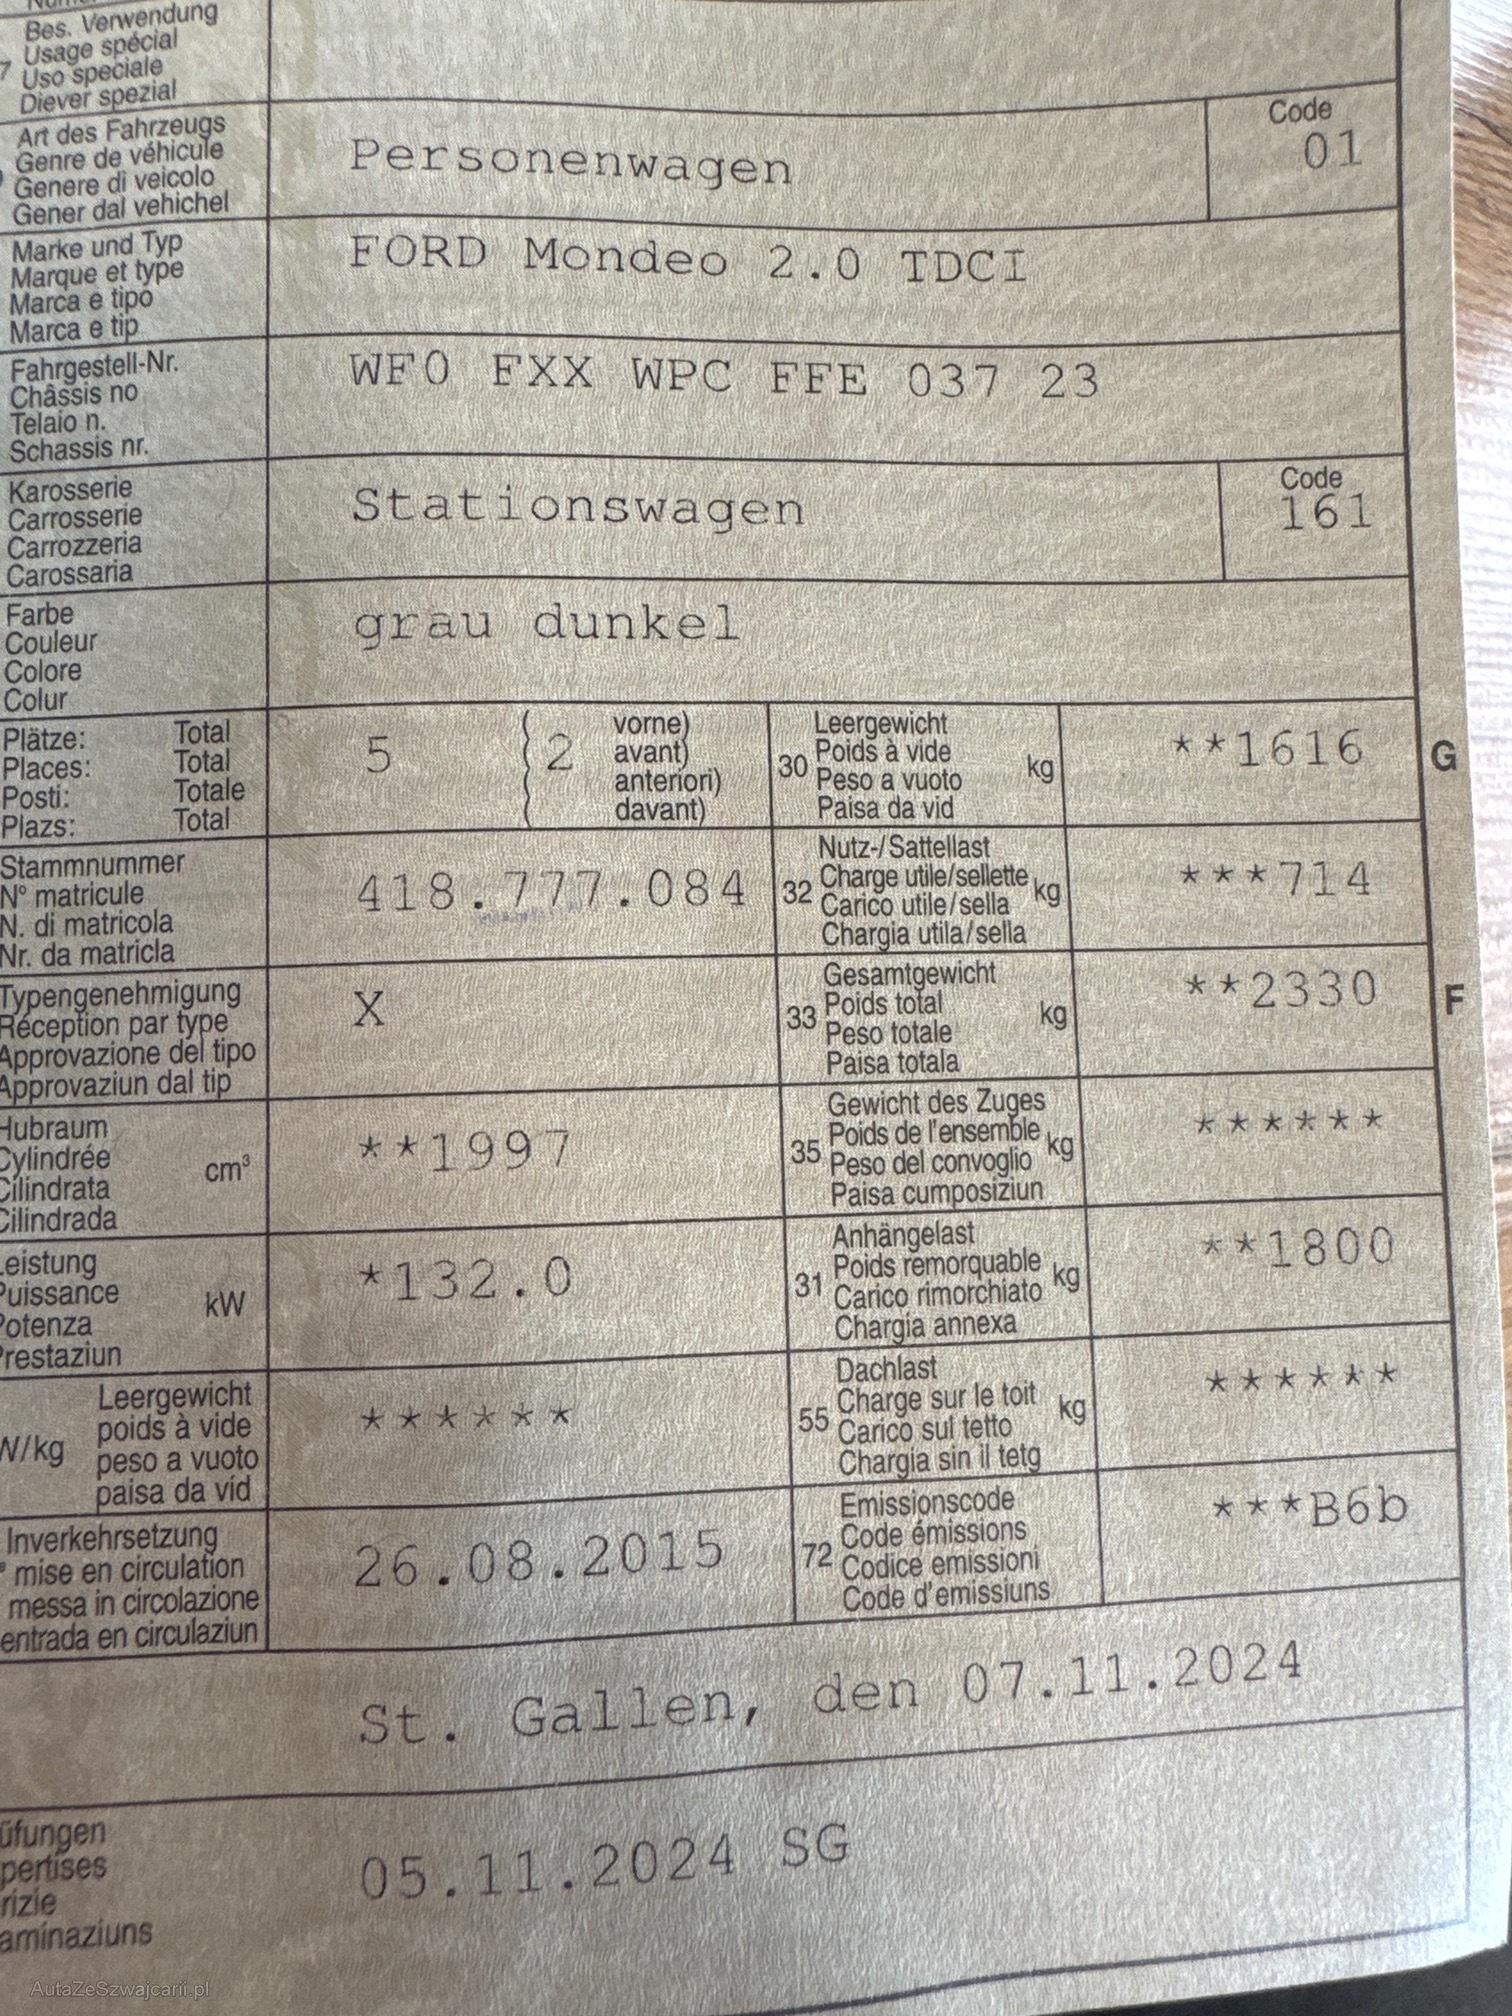 Bes. Verwendung
Usage spécial
7 Uso speciale
Diever spezial
Art des Fahrzeugs
Genre de véhicule
Genere di veicolo
Gener dal vehichel
Personenwagen
Code
01
Marke und Typ
Marque et type
Marca e tipo
Marca e tip
FORD Mondeo 2.0 TDCI
Fahrgestell-Nr.
Châssis no
Telaio n.
Schassis nr.
WF0 FXX WPC FFE 037 23
Karosserie
Carrosserie
Carrozzeria
Carossaria
Stationswagen
Code
161
Farbe
Couleur
Colore
Colur
grau dunkel
Plätze: Total
Places: Total
Posti: Totale
Plazs: Total
5 ( 2
vorne)
avant)
anteriori)
davant)
30
Leergewicht
Poids à vide
Peso a vuoto
Paisa da vid
kg
**1616
G
Stammnummer
N° matricule
N. di matricola
Nr. da matricla
418.777.084
32
Nutz-/Sattellast
Charge utile/sellette
Carico utile/sella
Chargia utila/sella
kg
***714
Typengenehmigung
Réception par type
Approvazione del tipo
Approvaziun dal tip
X
33
Gesamtgewicht
Poids total
Peso totale
Paisa totala
kg
**2330
F
Hubraum
Cylindrée
Cilindrata
Cilindrada
cm³
**1997
35
Gewicht des Zuges
Poids de l'ensemble
Peso del convoglio
Paisa cumposiziun
kg
******
Leistung
Puissance
Potenza
Prestaziun
kW
*132.0
31
Anhängelast
Poids remorquable
Carico rimorchiato
Chargia annexa
kg
**1800
W/kg
Leergewicht
poids à vide
peso a vuoto
paisa da vid
******
55
Dachlast
Charge sur le toit
Carico sul tetto
Chargia sin il tetg
kg
******
Inverkehrsetzung
mise en circulation
messa in circolazione
entrada en circulaziun
26.08.2015
72
Emissionscode
Code émissions
Codice emissioni
Code d'emissiuns
***B6b
St. Gallen, den 07.11.2024
üfungen
pertises
rizie
aminaziuns
05.11.2024 SG
AutaZeSzwajcarii.pl